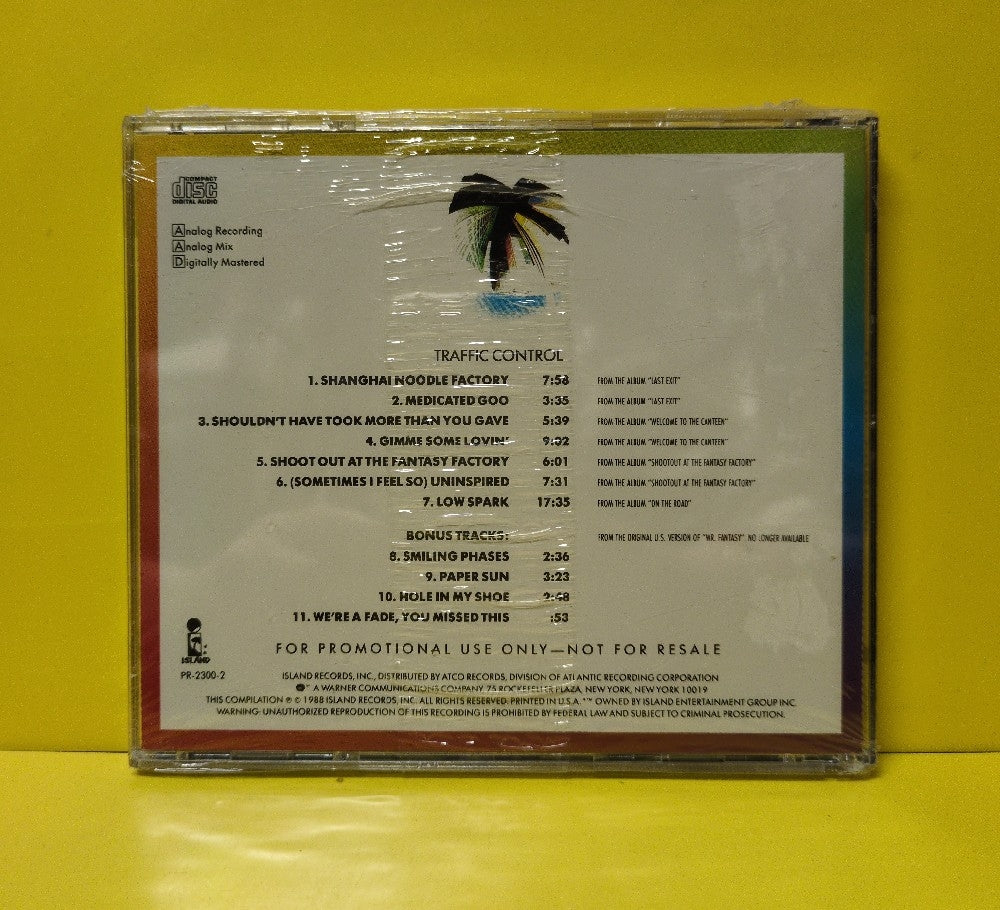 COMPACT
disc
DIGITAL AUDIO
Analog Recording
Analog Mix
Digitally Mastered
TRAFFIC CONTROL
1. SHANGHAI NOODLE FACTORY 7:58 FROM THE ALBUM "LAST EXIT"
2. MEDICATED GOO 3:35 FROM THE ALBUM "LAST EXIT"
3. SHOULDN'T HAVE TOOK MORE THAN YOU GAVE 5:39 FROM THE ALBUM "WELCOME TO THE CANTEEN"
4. GIMME SOME LOVIN' 9:02 FROM THE ALBUM "WELCOME TO THE CANTEEN"
5. SHOOT OUT AT THE FANTASY FACTORY 6:01 FROM THE ALBUM "SHOOTOUT AT THE FANTASY FACTORY"
6. (SOMETIMES I FEEL SO) UNINSPIRED 7:31 FROM THE ALBUM "SHOOTOUT AT THE FANTASY FACTORY"
7. LOW SPARK 17:35 FROM THE ALBUM "ON THE ROAD"
BONUS TRACKS: FROM THE ORIGINAL U.S. VERSION OF "MR. FANTASY" NO LONGER AVAILABLE
8. SMILING PHASES 2:36
9. PAPER SUN 3:23
10. HOLE IN MY SHOE 2:48
11. WE'RE A FADE, YOU MISSED THIS :53
FOR PROMOTIONAL USE ONLY—NOT FOR RESALE
ISLAND
PR-2300-2
ISLAND RECORDS, INC., DISTRIBUTED BY ATCO RECORDS, DIVISION OF ATLANTIC RECORDING CORPORATION
A WARNER COMMUNICATIONS COMPANY, 75 ROCKEFELLER PLAZA, NEW YORK, NEW YORK 10019
THIS COMPILATION ℗ © 1988 ISLAND RECORDS, INC. ALL RIGHTS RESERVED. PRINTED IN U.S.A. * ™ OWNED BY ISLAND ENTERTAINMENT GROUP INC.
WARNING: UNAUTHORIZED REPRODUCTION OF THIS RECORDING IS PROHIBITED BY FEDERAL LAW AND SUBJECT TO CRIMINAL PROSECUTION.